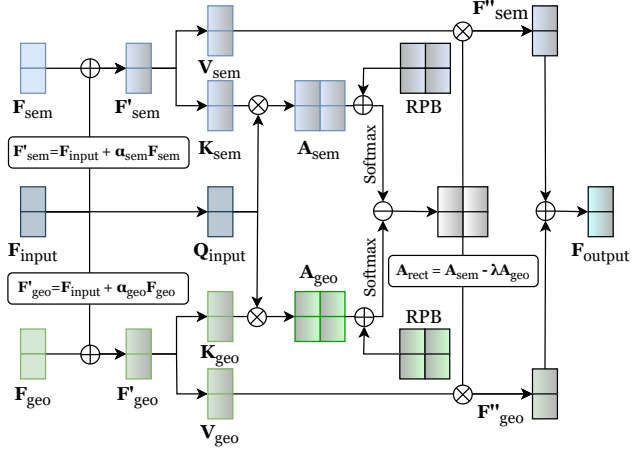 F''sem
Vsem
Fsem
F'sem
RPB
Ksem
Asem
F'sem=Finput + αsemFsem
Softmax
Finput
Qinput
Foutput
F'geo=Finput + αgeoFgeo
Softmax
Ageo
Arect = Asem - λAgeo
RPB
Kgeo
Fgeo
F'geo
Vgeo
F''geo